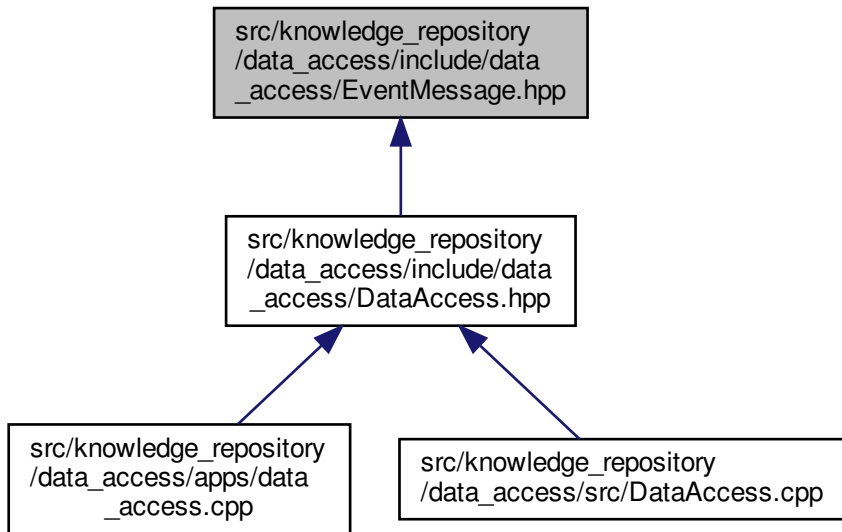 src/knowledge_repository
/data_access/include/data
_access/EventMessage.hpp
src/knowledge_repository
/data_access/include/data
_access/DataAccess.hpp
src/knowledge_repository
/data_access/apps/data
_access.cpp
src/knowledge_repository
/data_access/src/DataAccess.cpp